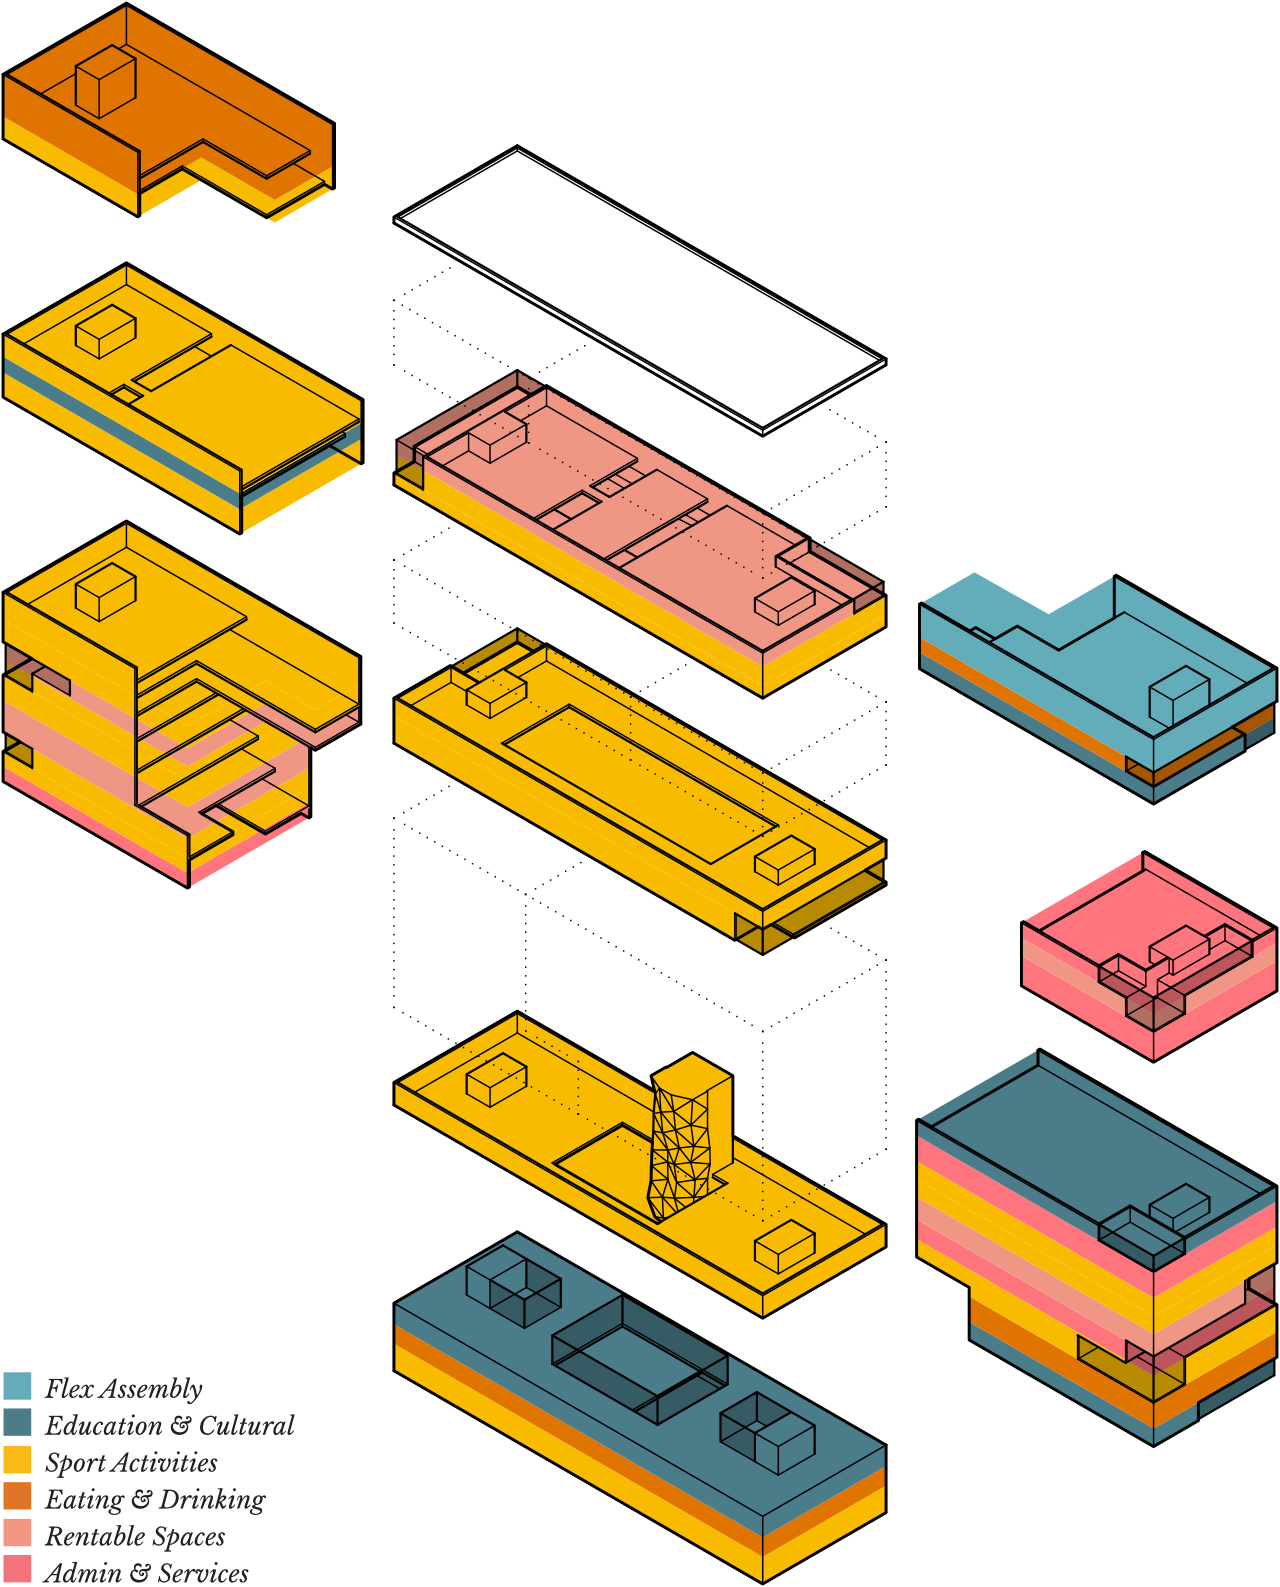 Flex Assembly
Education & Cultural
Sport Activities
Eating & Drinking
Rentable Spaces
Admin & Services